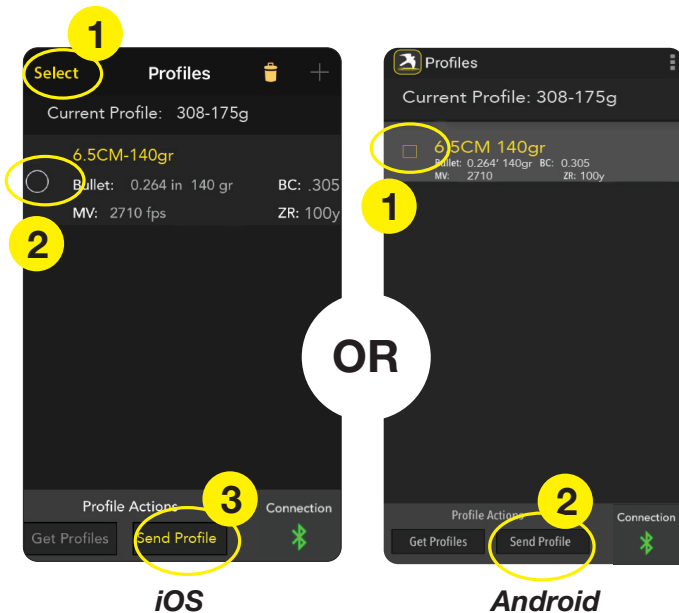 1
Select Profiles
Current Profile: 308-175g
6.5CM-140gr
Bullet: 0.264 in 140 gr BC: .305
MV: 2710 fps ZR: 100y
2
Profile Actions
3
Connection
Get Profiles Send Profile
iOS
OR
Profiles
Current Profile: 308-175g
6.5CM 140gr
Bullet: 0.264' 140gr BC: 0.305
MV: 2710 ZR: 100y
1
2
Profile Actions
Connection
Get Profiles Send Profile
Android